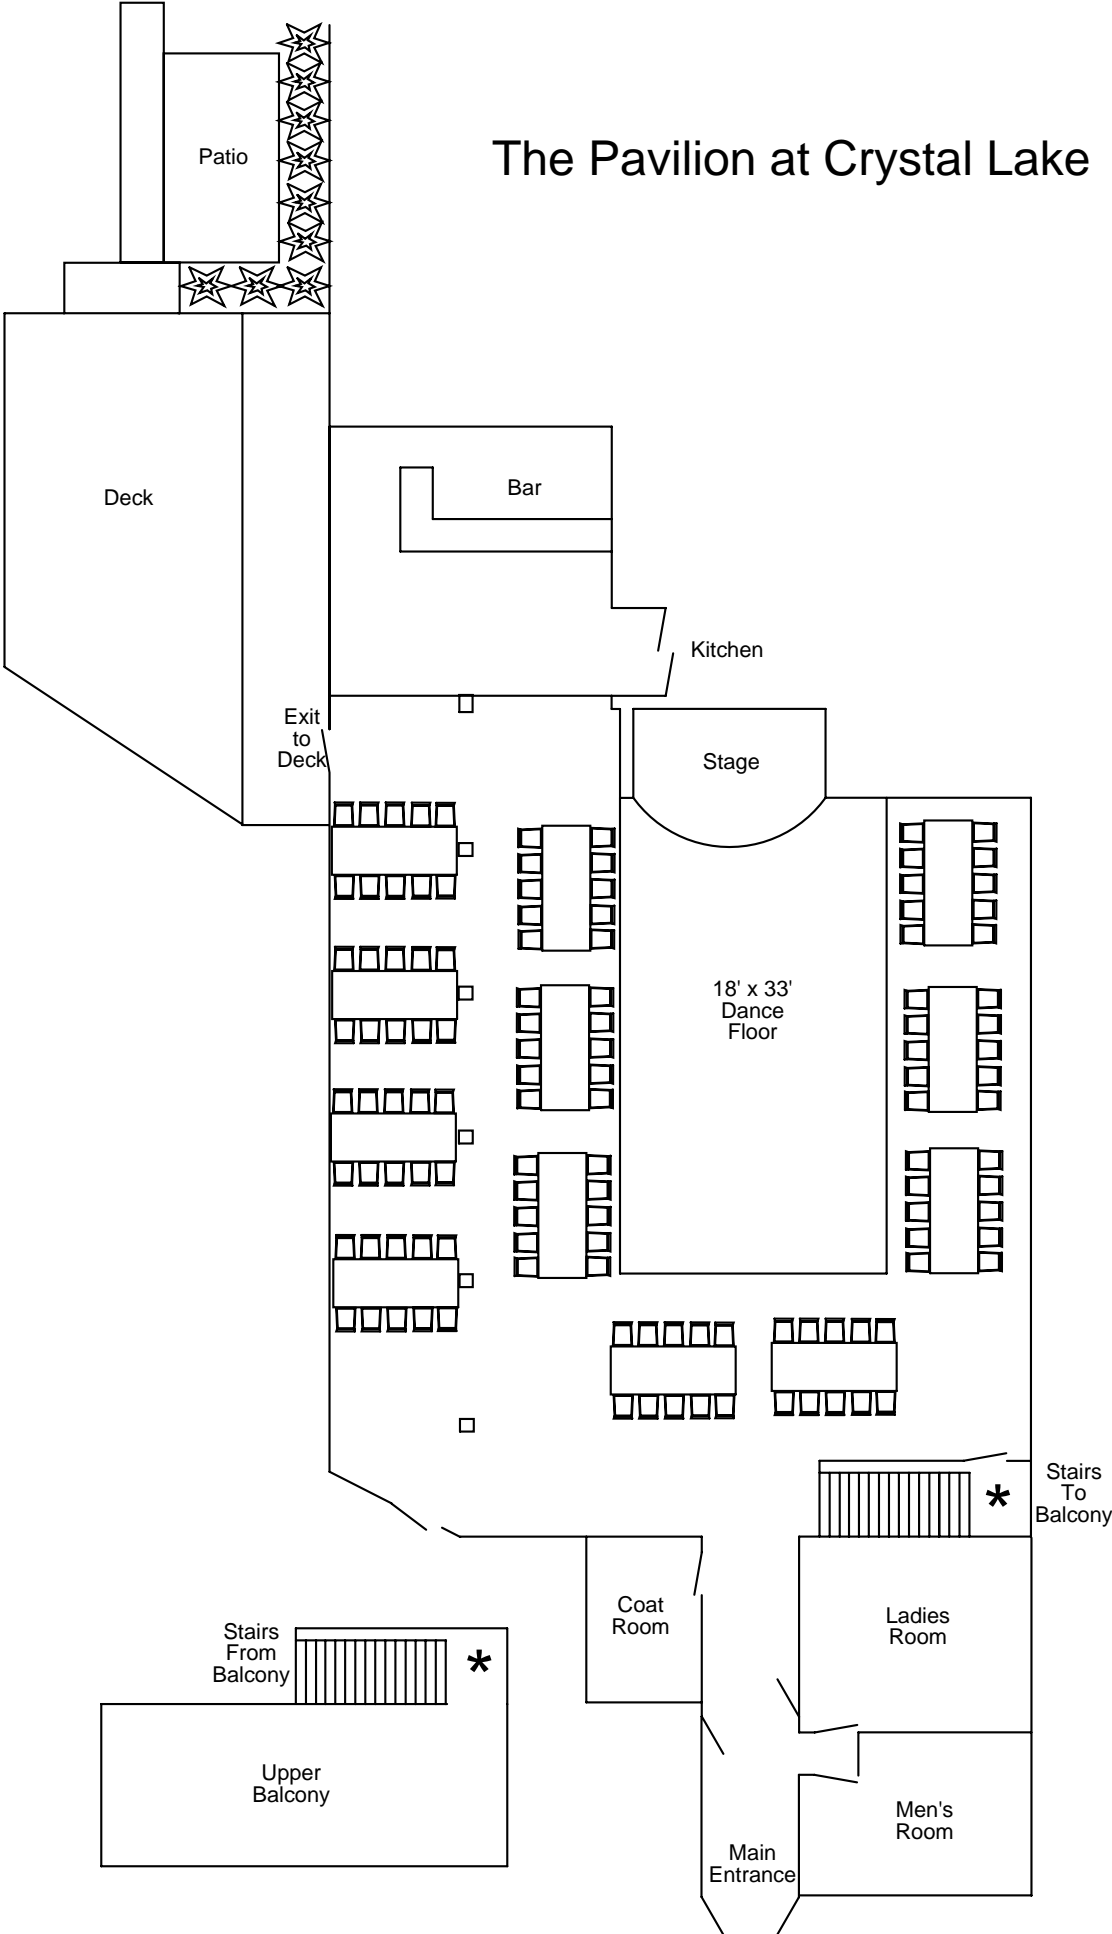 Patio
The Pavilion at Crystal Lake
Deck
Bar
Kitchen
Exit
to
Deck
Stage
18' x 33'
Dance
Floor
Stairs
To
Balcony
*
Coat
Room
Ladies
Room
Stairs
From
Balcony
*
Upper
Balcony
Men's
Room
Main
Entrance